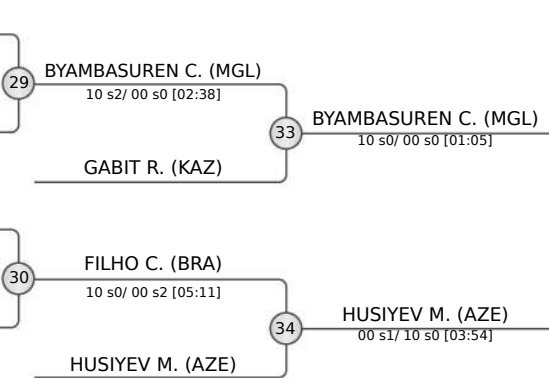 29
BYAMBASUREN C. (MGL)
10 s2/ 00 s0 [02:38]
33
BYAMBASUREN C. (MGL)
10 s0/ 00 s0 [01:05]
GABIT R. (KAZ)
30
FILHO C. (BRA)
10 s0/ 00 s2 [05:11]
34
HUSIYEV M. (AZE)
00 s1/ 10 s0 [03:54]
HUSIYEV M. (AZE)